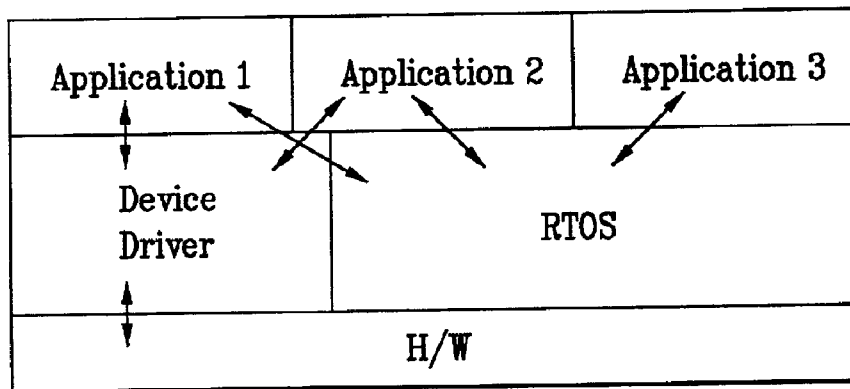 Application 1
Application 2
Application 3
Device
Driver
RTOS
H/W